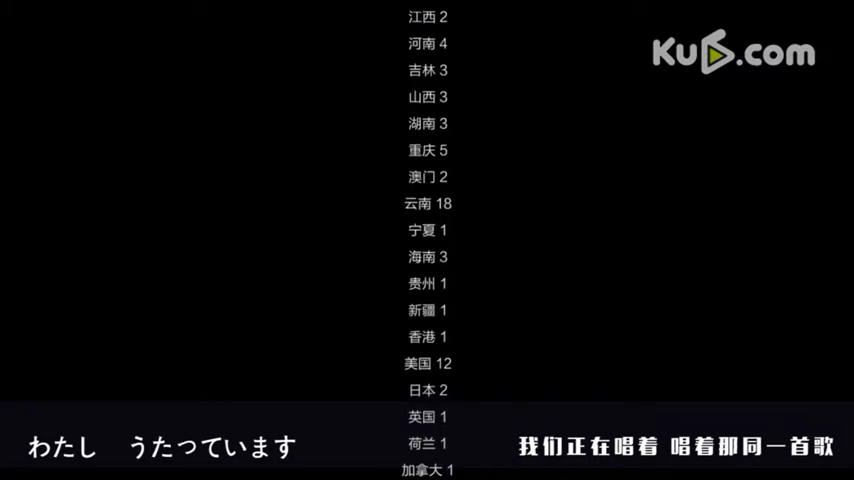 江西 2
Ku6.com
河南 4
吉林 3
山西 3
湖南 3
重庆 5
澳门 2
云南 18
宁夏 1
海南 3
贵州 1
新疆 1
香港 1
美国 12
日本 2
英国 1
わたし　うたっています
我们正在唱着 唱着那同一首歌
荷兰 1
加拿大 1